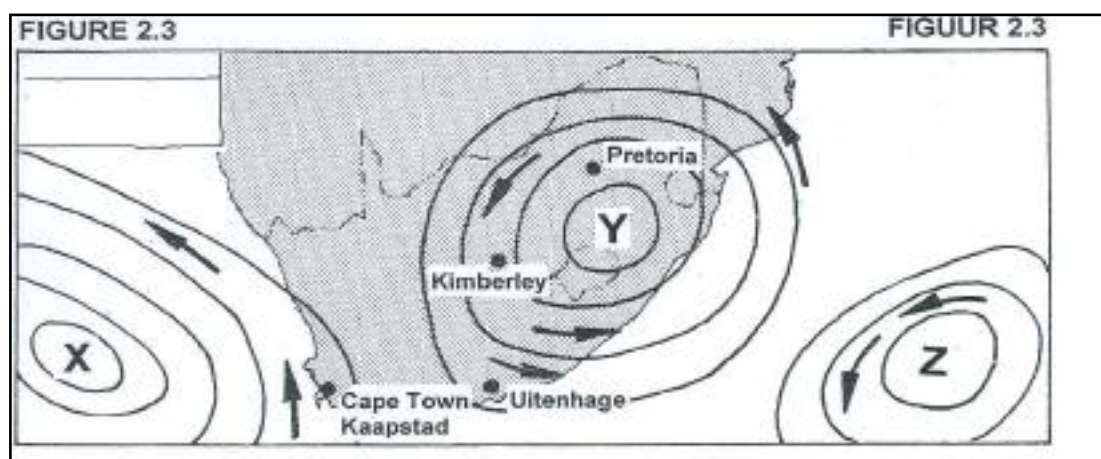 FIGURE 2.3
FIGUUR 2.3
Pretoria
Y
Kimberley
X
Z
Cape Town
Kaapstad
Uitenhage